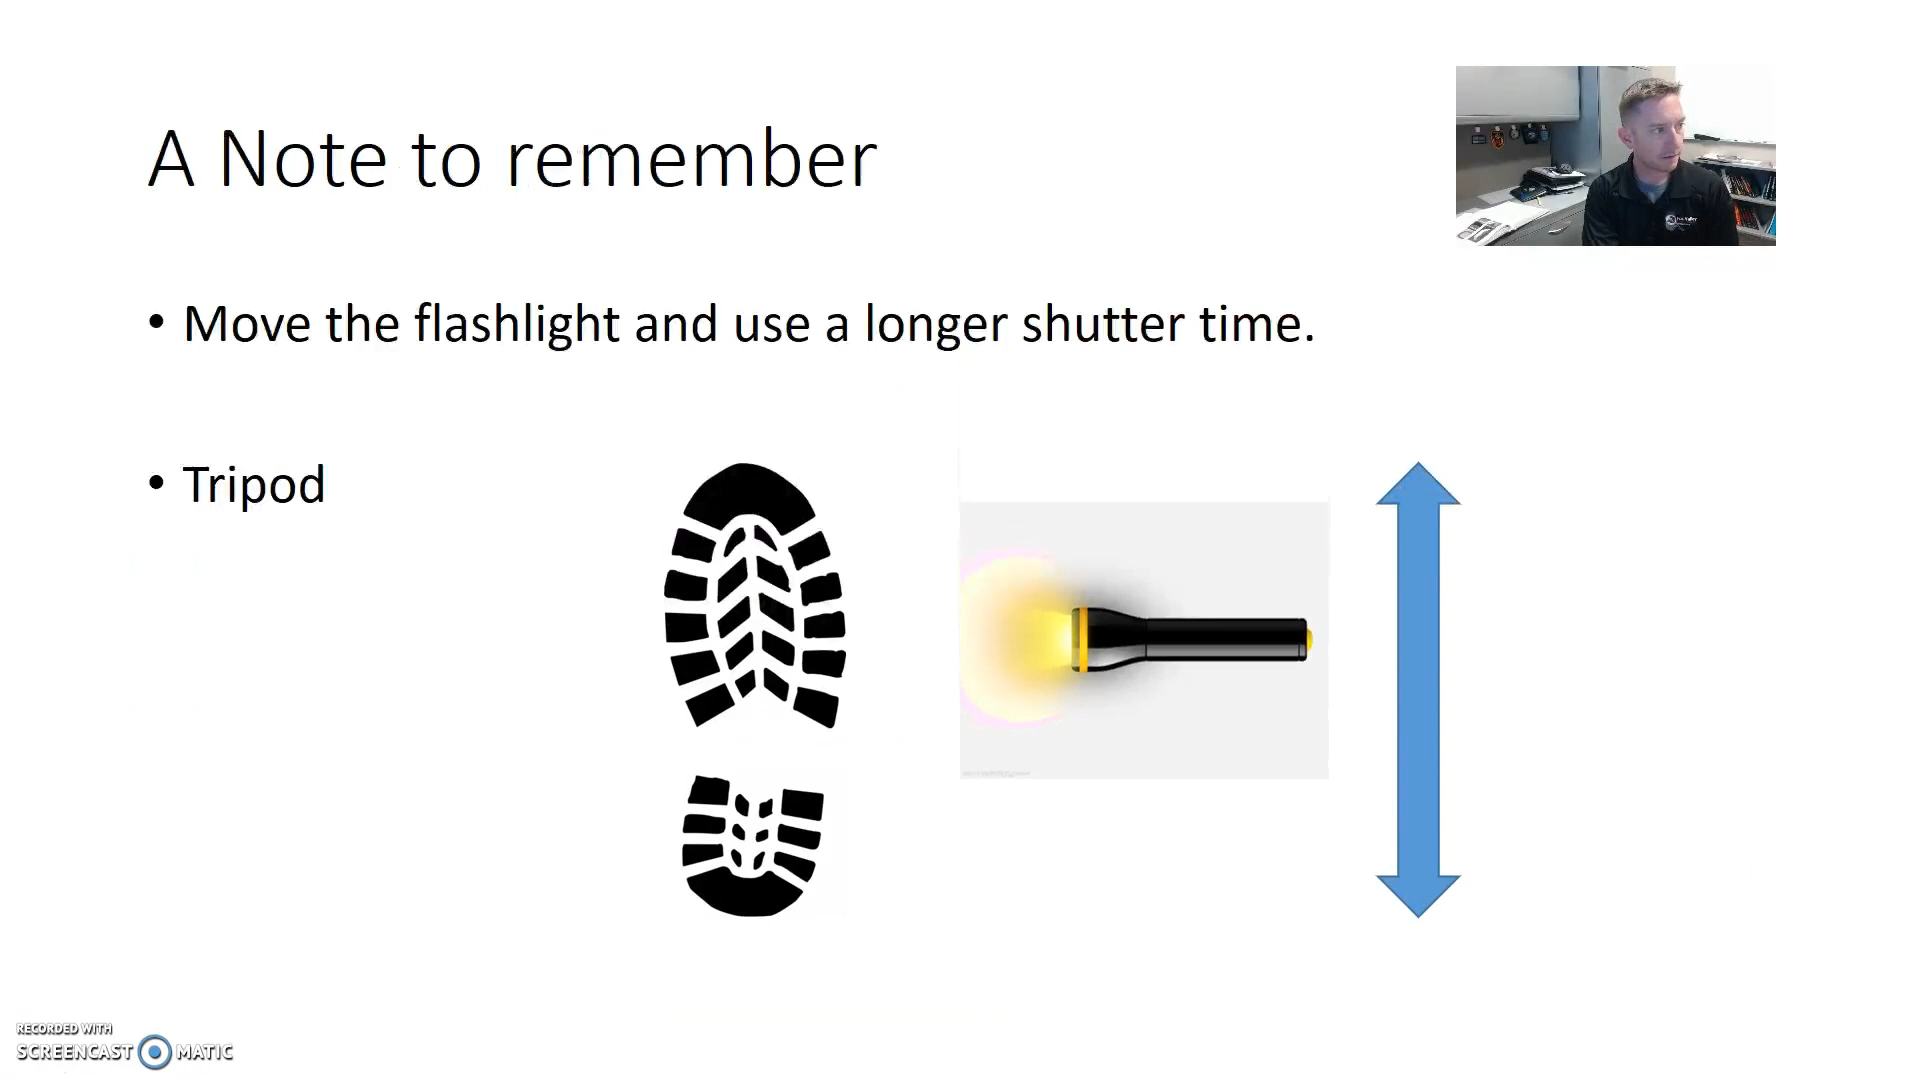 A Note to remember
• Move the flashlight and use a longer shutter time.
• Tripod
RECORDED WITH
SCREENCAST MATIC